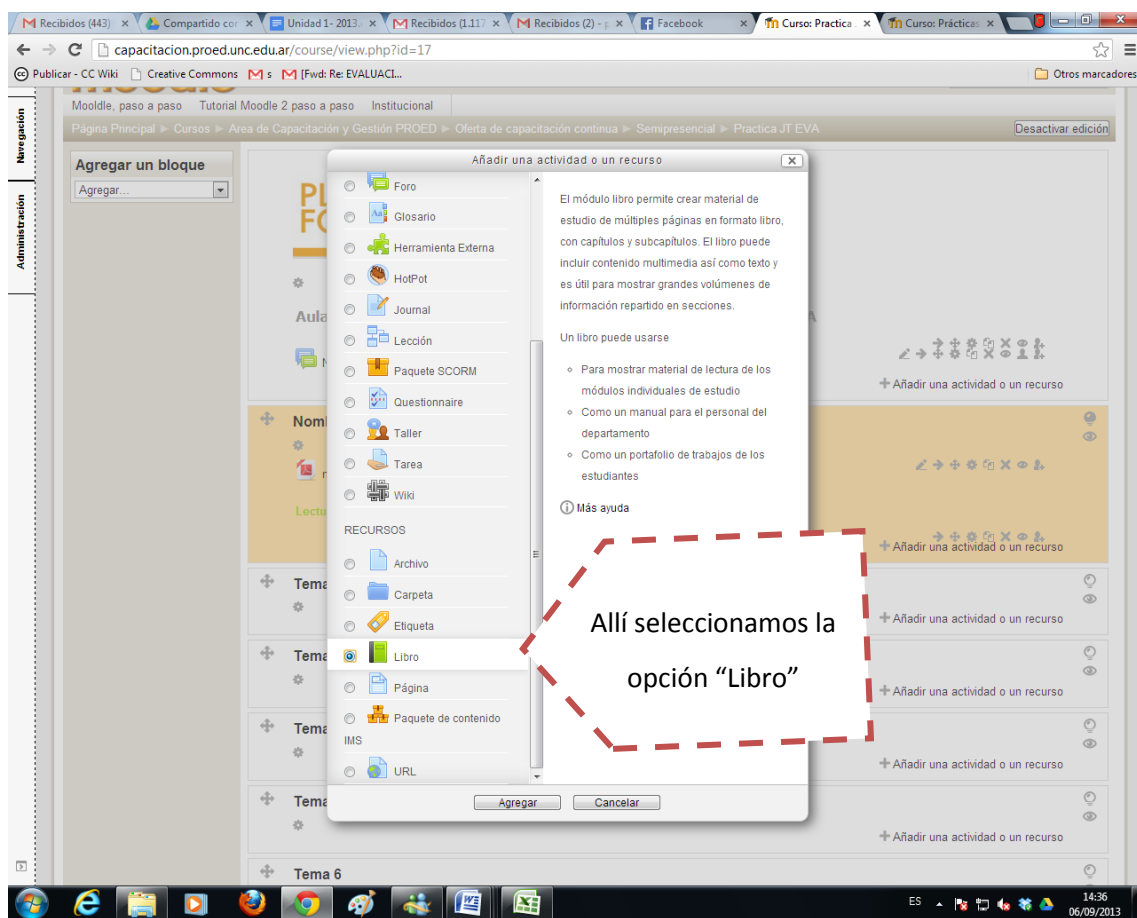 Recibidos (443)
Compartido cor
Unidad 1- 2013.
Recibidos (1.117
Recibidos (2) - p
Facebook
Curso: Practica .
Curso: Prácticas
capacitacion.proed.unc.edu.ar/course/view.php?id=17
Publicar - CC Wiki
Creative Commons
s
[Fwd: Re: EVALUACI...
Otros marcadores
Mooldle, paso a paso
Tutorial Moodle 2 paso a paso
Institucional
Página Principal ► Cursos ► Area de Capacitación y Gestión PROED ► Oferta de capacitación continua ► Semipresencial ► Practica JT EVA
Desactivar edición
Navegación
Administración
Agregar un bloque
Agregar...
Aula
Añadir una actividad o un recurso
Foro
Glosario
Herramienta Externa
HotPot
Journal
Lección
Paquete SCORM
Questionnaire
Taller
Tarea
Wiki
RECURSOS
Archivo
Carpeta
Etiqueta
Libro
Página
Paquete de contenido
IMS
URL
El módulo libro permite crear material de
estudio de múltiples páginas en formato libro,
con capítulos y subcapítulos. El libro puede
incluir contenido multimedia así como texto y
es útil para mostrar grandes volúmenes de
información repartido en secciones.
Un libro puede usarse
Para mostrar material de lectura de los
módulos individuales de estudio
Como un manual para el personal del
departamento
Como un portafolio de trabajos de los
estudiantes
Más ayuda
Agregar
Cancelar
Allí seleccionamos la
opción “Libro”
Añadir una actividad o un recurso
Nom
Lectu
Añadir una actividad o un recurso
Tema
Añadir una actividad o un recurso
Tema
Añadir una actividad o un recurso
Tema
Añadir una actividad o un recurso
Tema
Añadir una actividad o un recurso
Tema 6
ES
14:36
06/09/2013